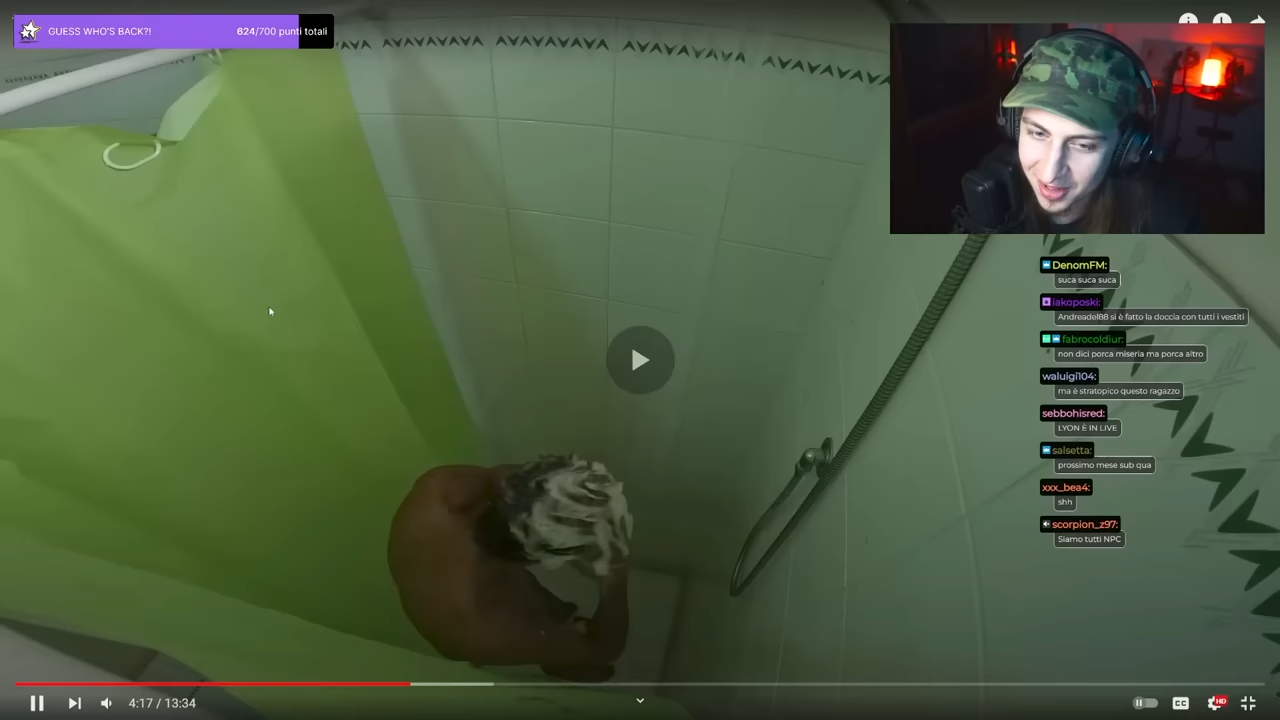 GUESS WHO'S BACK?!
624/700 punti totali
DenomFM:
suca suca suca
iakoposki:
Andreadel88 si è fatto la doccia con tutti i vestiti
fabrocoldiur:
non dici porca miseria ma porca altro
waluigi104:
ma è stratopico questo ragazzo
sebbohisred:
LYON È IN LIVE
salsetta:
prossimo mese sub qua
xxx_bea4:
shh
scorpion_z97:
Siamo tutti NPC
4:17 / 13:34
CC
HD